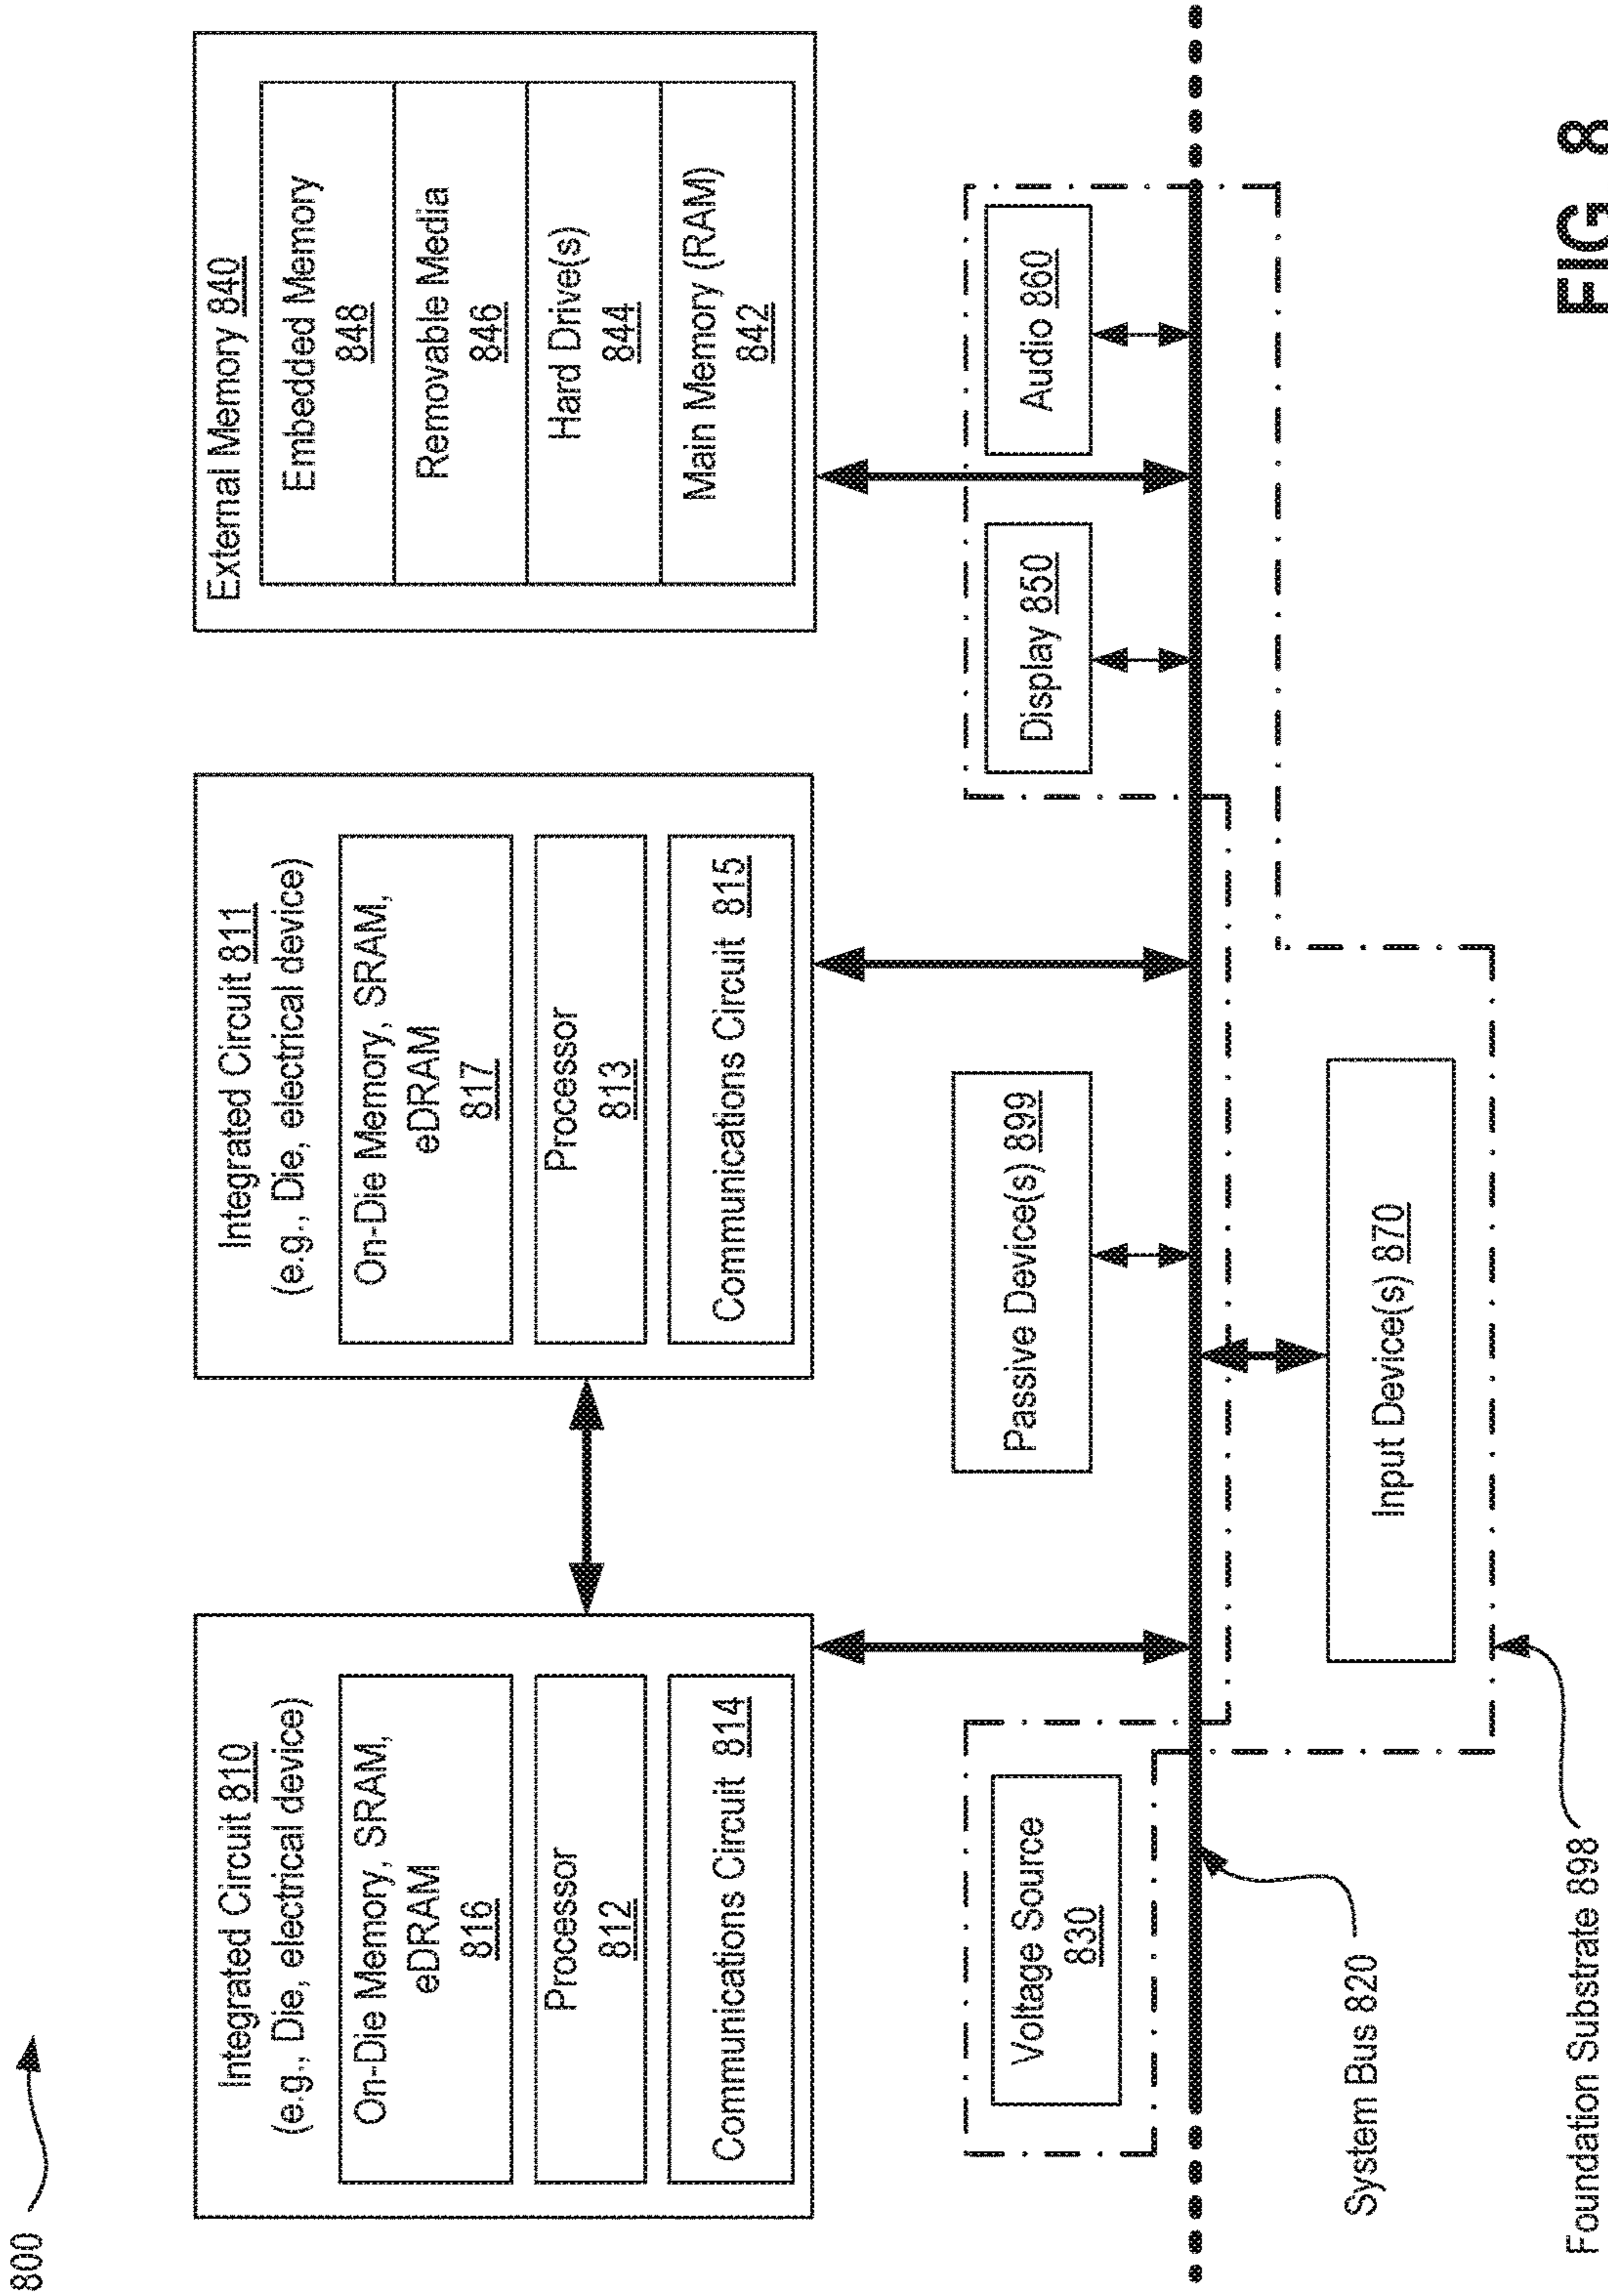 800
Integrated Circuit 810
(e.g., Die, electrical device)
On-Die Memory, SRAM,
eDRAM
816
Processor
812
Communications Circuit 814
Integrated Circuit 811
(e.g., Die, electrical device)
On-Die Memory, SRAM,
eDRAM
817
Processor
813
Communications Circuit 815
External Memory 840
Embedded Memory
848
Removable Media
846
Hard Drive(s)
844
Main Memory (RAM)
842
Voltage Source
830
Passive Device(s) 899
Display 850
Audio 860
System Bus 820
Input Device(s) 870
Foundation Substrate 898
FIG 8